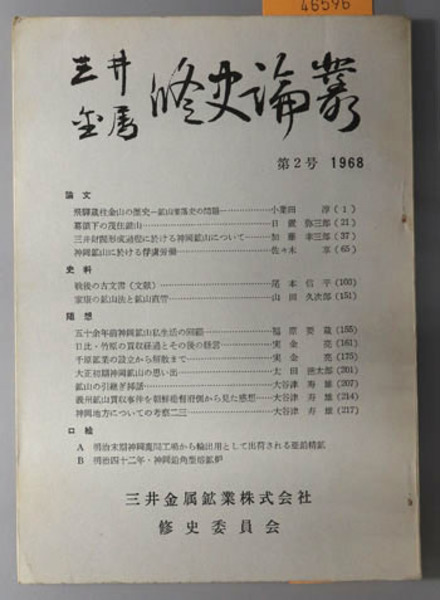 46596
三井
金属
修史論叢
第2号 1968
論文
飛騨蔵柱金山の歴史―鉱山集落史の問題 小葉田 淳 (1)
幕領下の茂住鉱山 日置 弥三郎 (21)
三井財閥形成過程に於ける神岡鉱山について 加藤 幸三郎 (37)
神岡鉱山に於ける俘虜労働 佐々木 享 (65)
史料
戦後の古文書(文献) 尾本 信平 (103)
家康の鉱山法と鉱山直営 山田 久次郎 (151)
随想
五十余年前神岡鉱山私生活の回顧 福原 要蔵 (155)
日比・竹原の買収経過とその後の経営 実金 亮 (161)
千原鉱業の設立から解散まで 実金 亮 (175)
大正初期神岡鉱山の思い出 太田 徳太郎 (201)
鉱山の引継ぎ挿話 大谷津 寿雄 (207)
義州鉱山買収事件を朝鮮総督府側から見た感想 大谷津 寿雄 (214)
神岡地方についての考察二三 大谷津 寿雄 (217)
口絵
A 明治末期神岡鹿間工場から輸出用として出荷される亜鉛精鉱
B 明治四十二年・神岡鉛角型熔鉱炉
三井金属鉱業株式会社
修史委員会